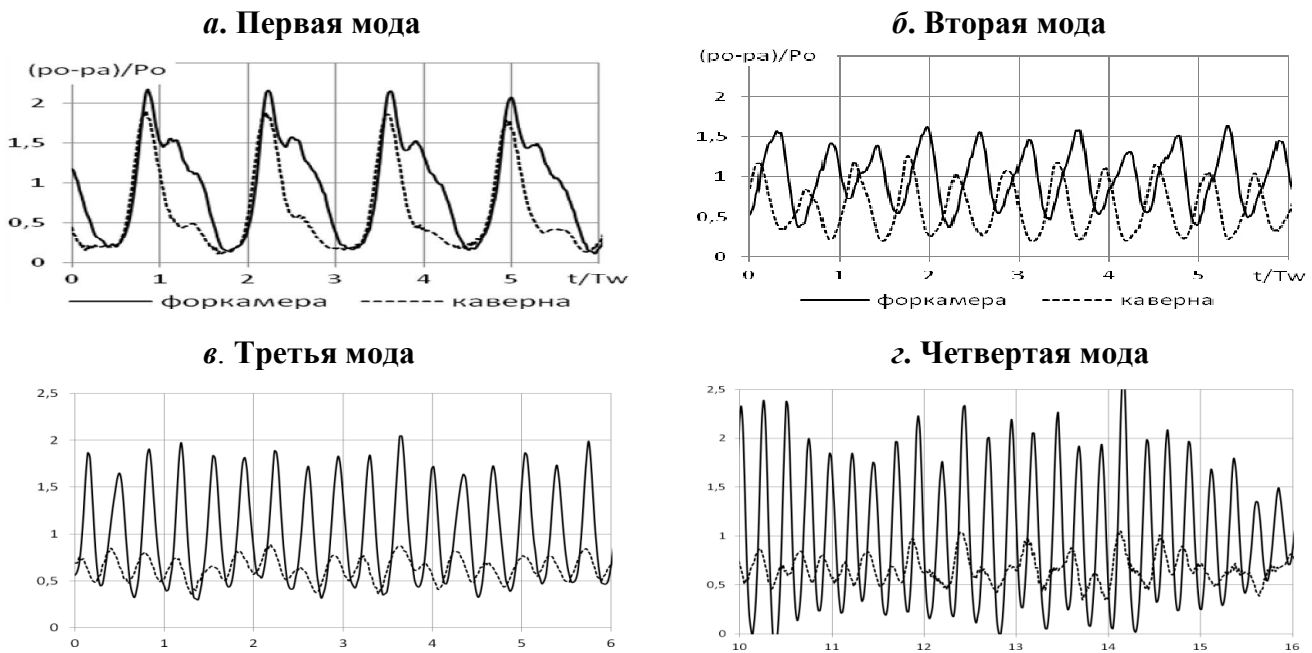 а. Первая мода
(po-pa)/Po
2
1,5
1
0,5
0
0 1 2 3 4 5 t/Tw
форкамера каверна
б. Вторая мода
(po-pa)/Po
2
1,5
1
0,5
0
0 1 2 3 4 5 t/Tw
форкамера каверна
в. Третья мода
2,5
2
1,5
1
0,5
0
0 1 2 3 4 5 6
г. Четвертая мода
2,5
2
1,5
1
0,5
0
10 11 12 13 14 15 16